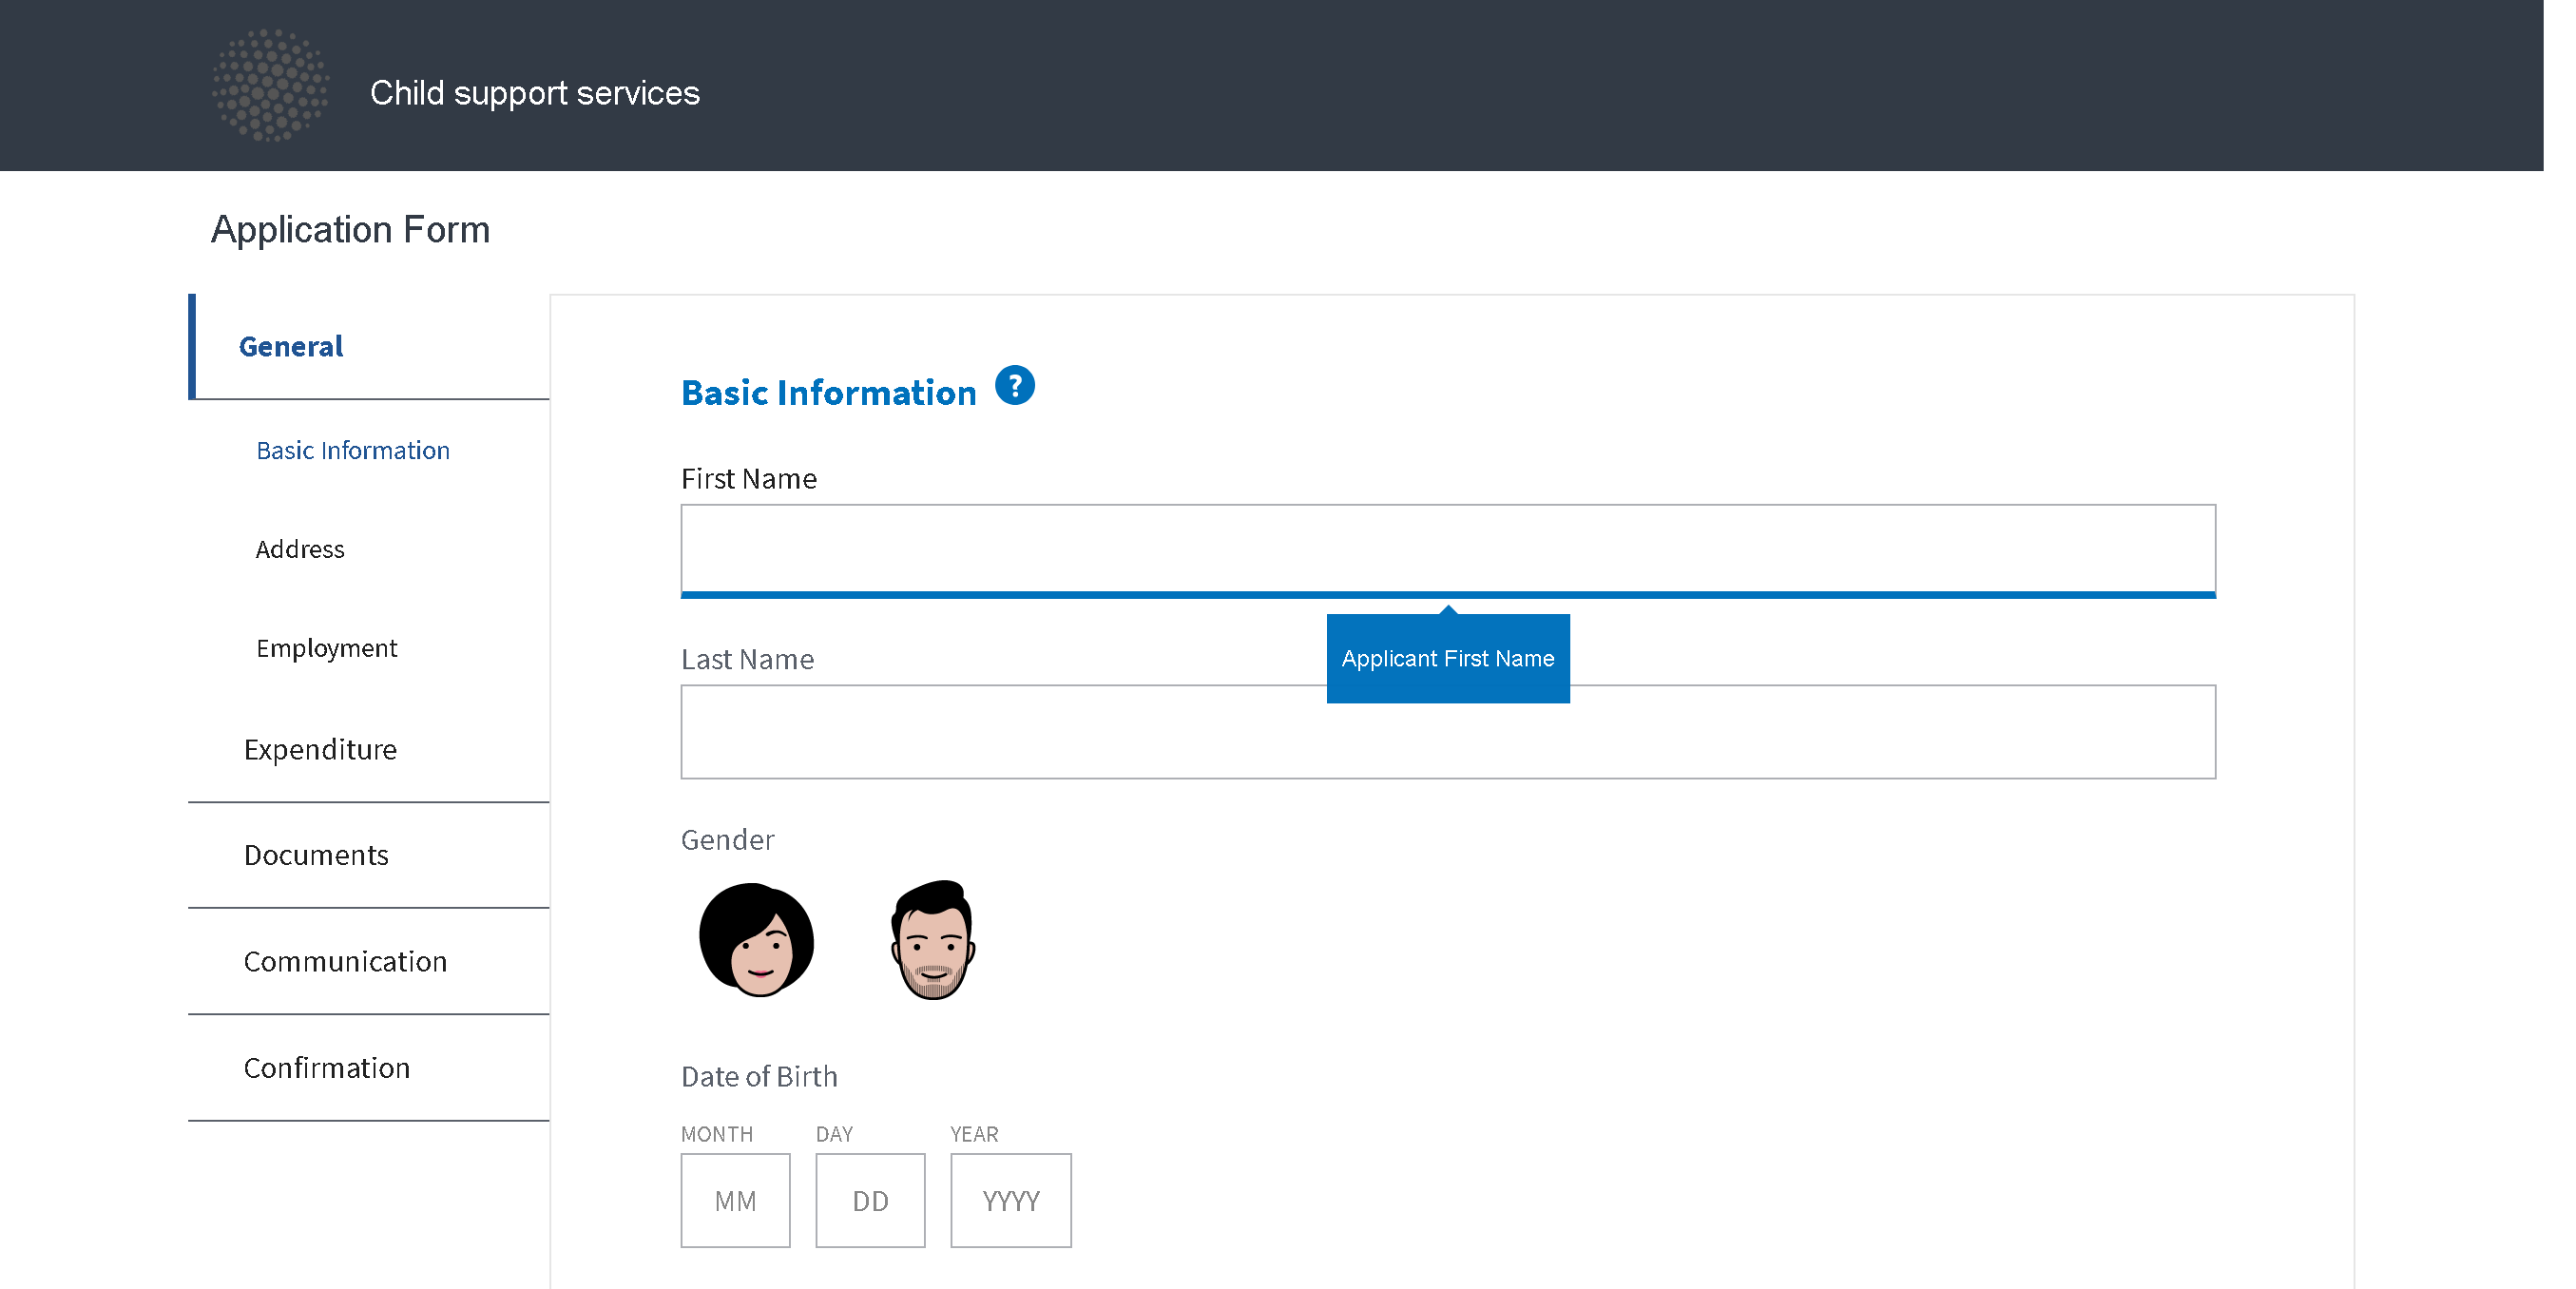 Child support services
Application Form
General
Basic Information
Address
Employment
Expenditure
Documents
Communication
Confirmation
Basic Information ?
First Name
Applicant First Name
Last Name
Gender
Date of Birth
MONTH DAY YEAR
MM DD YYYY